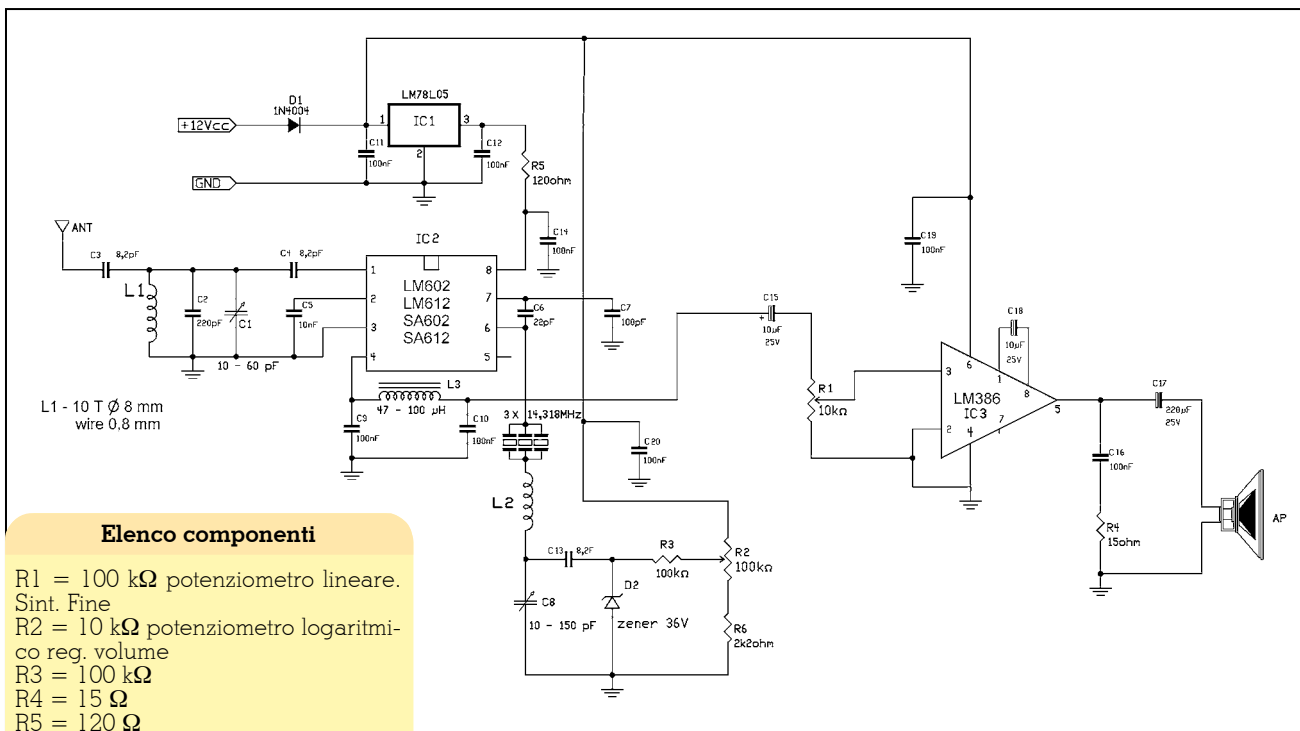 LM78L05
D1
1N4004
+12Vcc
1
IC1
3
2
C11
100nF
C12
100nF
R5
120ohm
GND
ANT
C3
8,2pF
C4
8,2pF
IC2
C14
100nF
C19
100nF
L1
C2
220pF
C1
10 - 60 pF
C5
10nF
1
2
3
4
LM602
LM612
SA602
SA612
8
7
6
5
C6
22pF
C7
100pF
C15
+
10µF
25V
C18
10µF
25V
L1 - 10 T Ø 8 mm
wire 0,8 mm
L3
47 - 100 µH
C9
100nF
C10
100nF
3 X 14,318MHz
C20
100nF
R1
10kΩ
3
2
6
1
8
LM386
IC3
7
4
5
C17
220µF
25V
C16
100nF
R4
15ohm
AP
L2
C13
8,2F
R3
100kΩ
R2
100kΩ
C8
10 - 150 pF
D2
zener 36V
R6
2k2ohm
Elenco componenti
R1 = 100 kΩ potenziometro lineare.
Sint. Fine
R2 = 10 kΩ potenziometro logaritmi-
co reg. volume
R3 = 100 kΩ
R4 = 15 Ω
R5 = 120 Ω